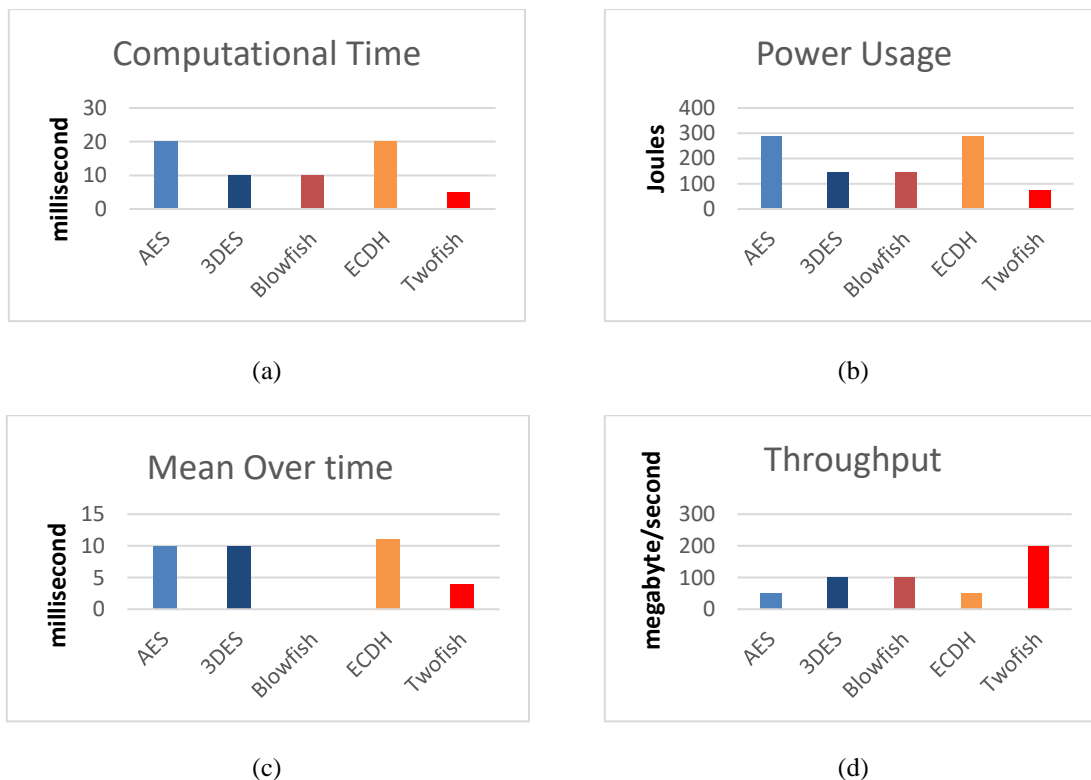 Computational Time
millisecond
30
20
10
0
AES
3DES
Blowfish
ECDH
Twofish
(a)
Power Usage
Joules
400
300
200
100
0
AES
3DES
Blowfish
ECDH
Twofish
(b)
Mean Over time
millisecond
15
10
5
0
AES
3DES
Blowfish
ECDH
Twofish
(c)
Throughput
megabyte/second
300
200
100
0
AES
3DES
Blowfish
ECDH
Twofish
(d)